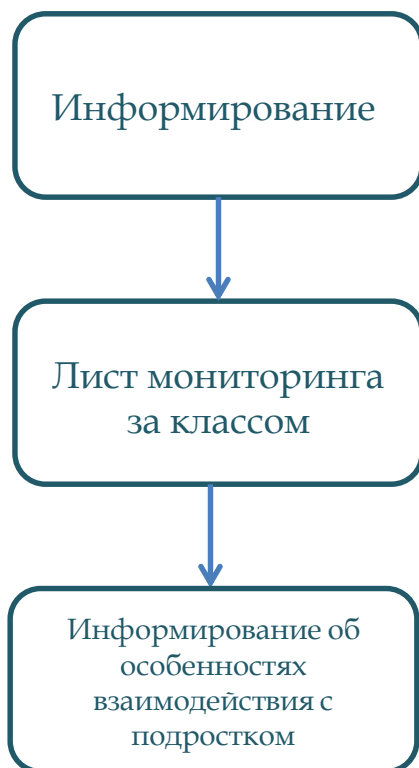 Информирование
Лист мониторинга
за классом
Информирование об
особенностях
взаимодействия с
подростком